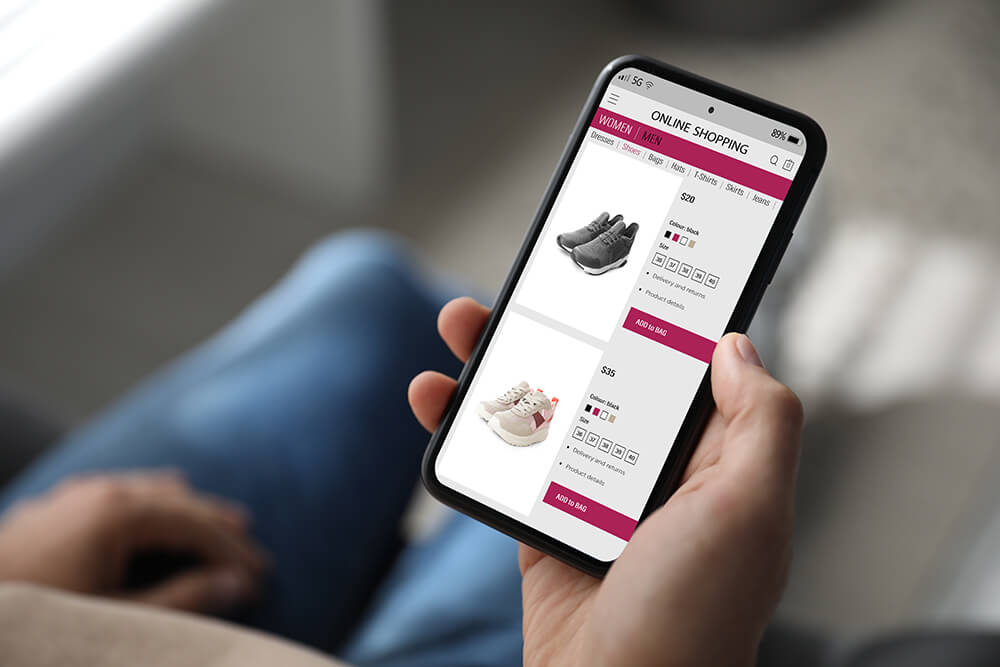 5G 89%
ONLINE SHOPPING
0
WOMEN | MEN
Dresses | Shoes | Bags | Hats | T-Shirts | Skirts | Jeans |
$20
Colour: black
Size
36 37 38 39 40
• Delivery and returns
• Product details
ADD to BAG
$35
Colour: black
Size
36 37 38 39 40
• Delivery and returns
• Product details
ADD to BAG